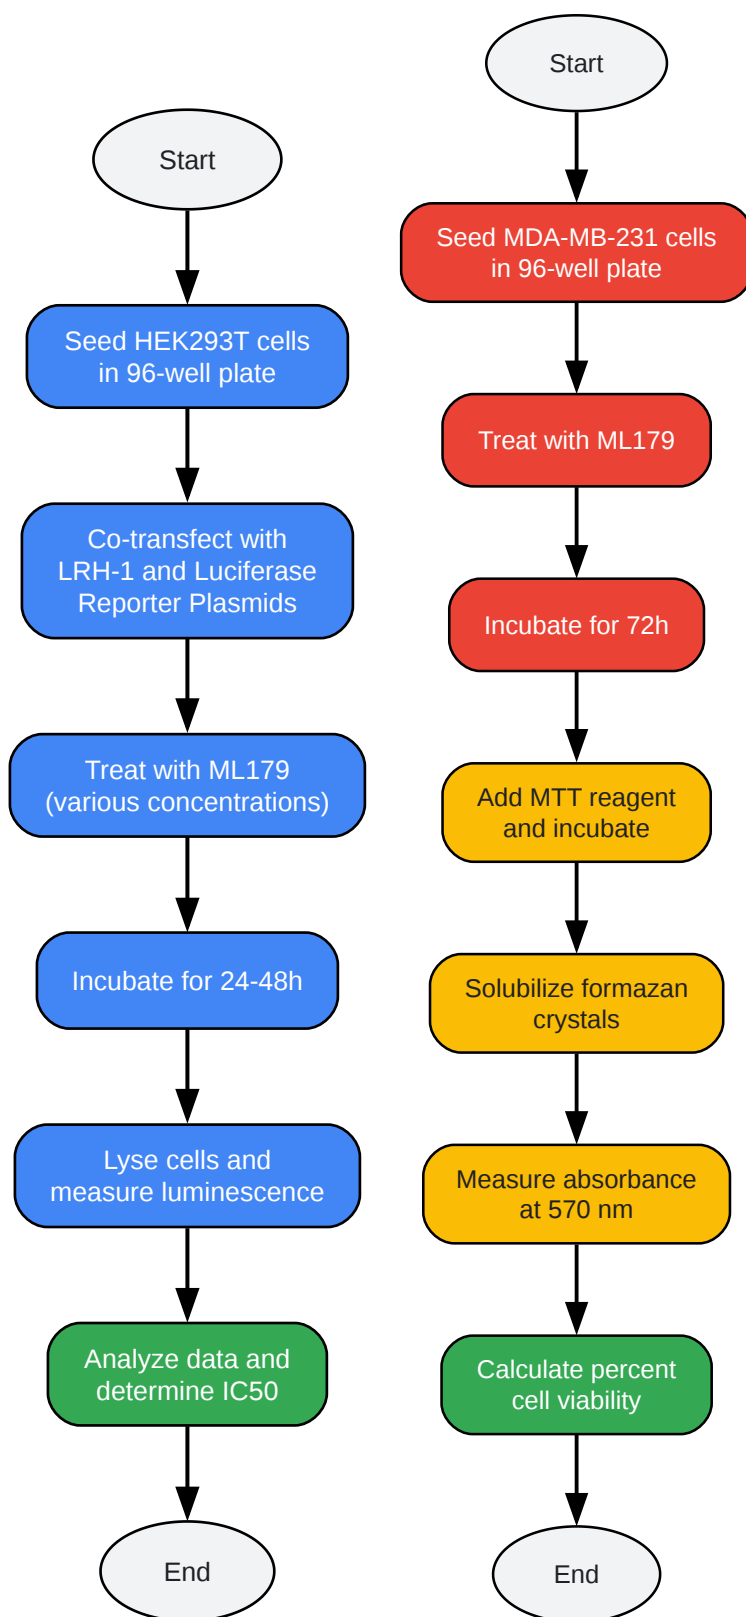 Start
Seed HEK293T cells
in 96-well plate
Co-transfect with
LRH-1 and Luciferase
Reporter Plasmids
Treat with ML179
(various concentrations)
Incubate for 24-48h
Lyse cells and
measure luminescence
Analyze data and
determine IC50
End
Start
Seed MDA-MB-231 cells
in 96-well plate
Treat with ML179
Incubate for 72h
Add MTT reagent
and incubate
Solubilize formazan
crystals
Measure absorbance
at 570 nm
Calculate percent
cell viability
End